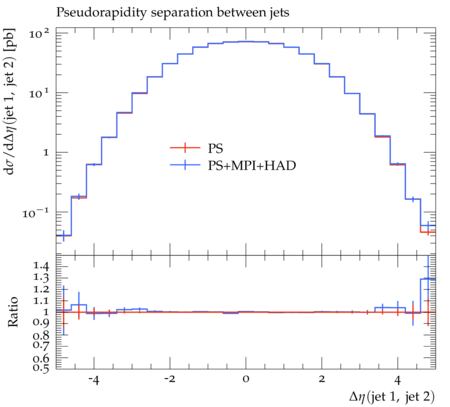 Pseudorapidity separation between jets
dσ/dΔη(jet 1, jet 2) [pb]
10²
10¹
1
10⁻¹
PS
PS+MPI+HAD
Ratio
1.4
1.3
1.2
1.1
1
0.9
0.8
0.7
0.6
0.5
-4 -2 0 2 4
Δη(jet 1, jet 2)